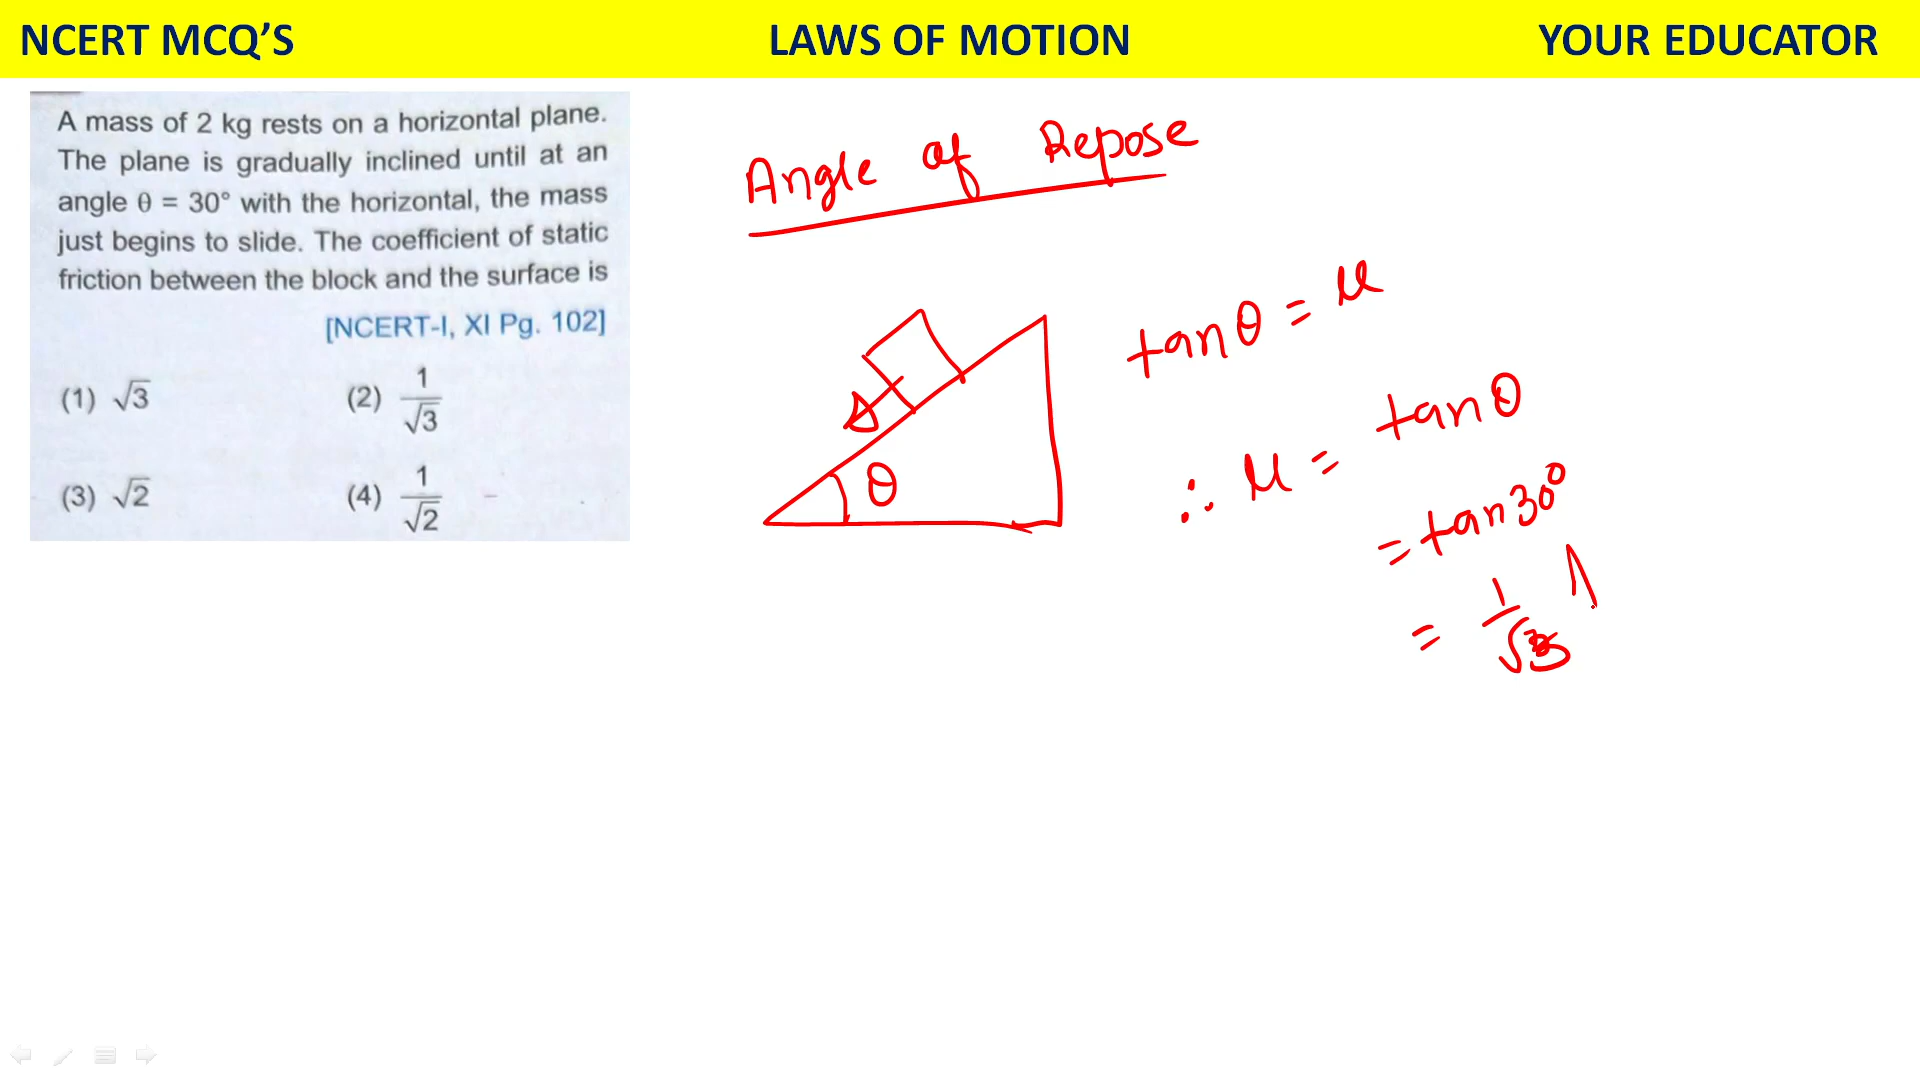 NCERT MCQ’S LAWS OF MOTION YOUR EDUCATOR
A mass of 2 kg rests on a horizontal plane.
The plane is gradually inclined until at an
angle θ = 30° with the horizontal, the mass
just begins to slide. The coefficient of static
friction between the block and the surface is
[NCERT-I, XI Pg. 102]
(1) √3 (2) 1/√3
(3) √2 (4) 1/√2
Angle of Repose
θ
tanθ = μ
∴ μ = tanθ
= tan30°
= 1/√3